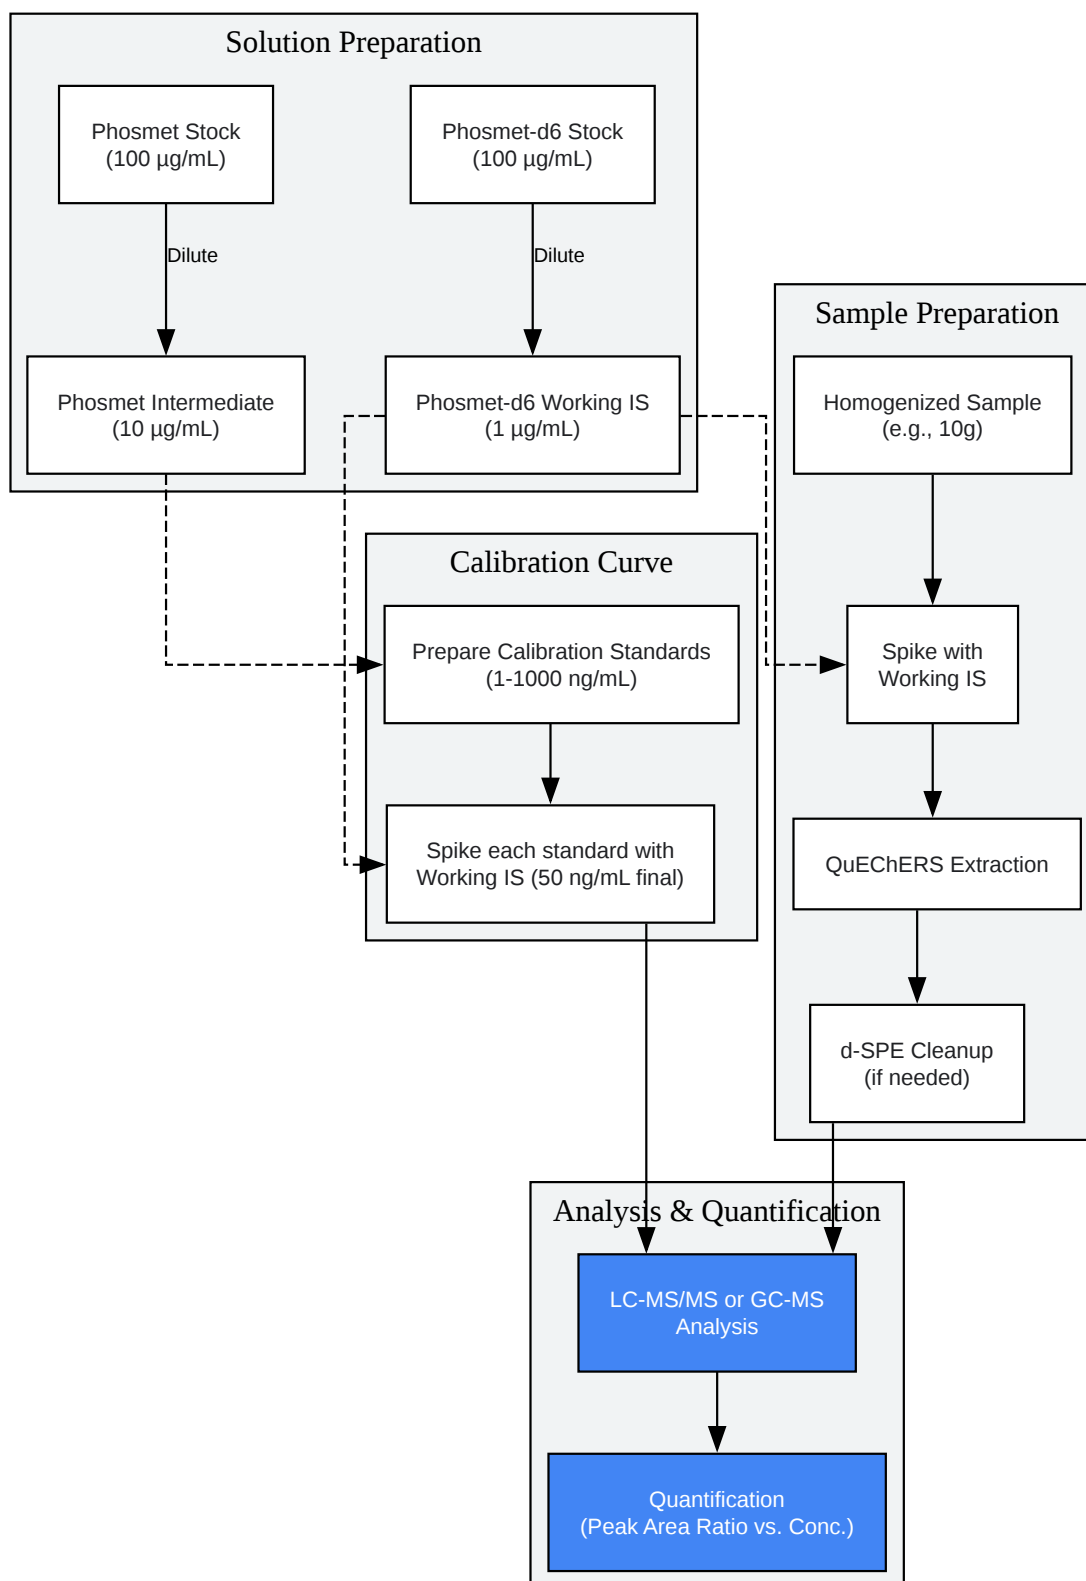 Solution Preparation
Phosmet Stock
(100 µg/mL)
Phosmet-d6 Stock
(100 µg/mL)
Dilute
Dilute
Phosmet Intermediate
(10 µg/mL)
Phosmet-d6 Working IS
(1 µg/mL)
Sample Preparation
Homogenized Sample
(e.g., 10g)
Spike with
Working IS
QuEChERS Extraction
d-SPE Cleanup
(if needed)
Calibration Curve
Prepare Calibration Standards
(1-1000 ng/mL)
Spike each standard with
Working IS (50 ng/mL final)
Analysis & Quantification
LC-MS/MS or GC-MS
Analysis
Quantification
(Peak Area Ratio vs. Conc.)